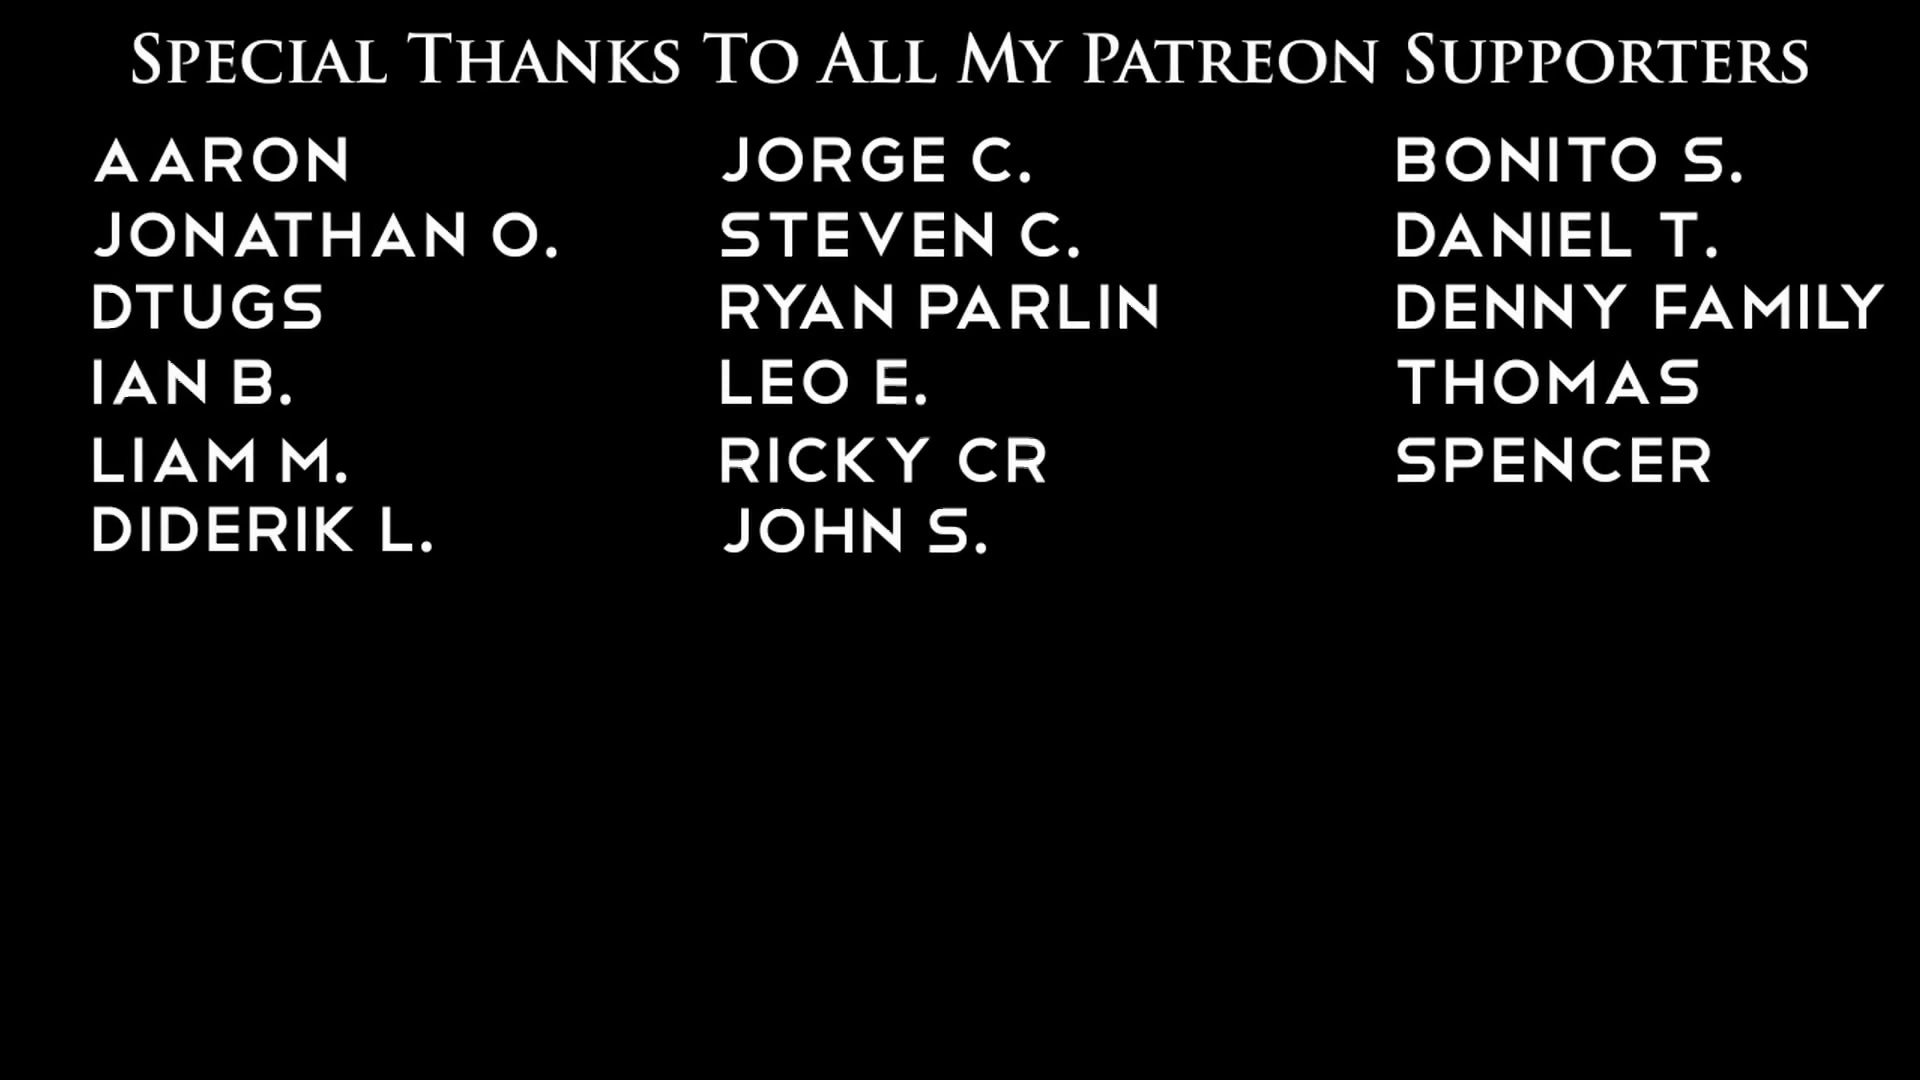 Special Thanks To All My Patreon Supporters
AARON
JONATHAN O.
DTUGS
IAN B.
LIAM M.
DIDERIK L.
JORGE C.
STEVEN C.
RYAN PARLIN
LEO E.
RICKY CR
JOHN S.
BONITO S.
DANIEL T.
DENNY FAMILY
THOMAS
SPENCER